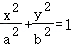 x²/a² + y²/b² = 1